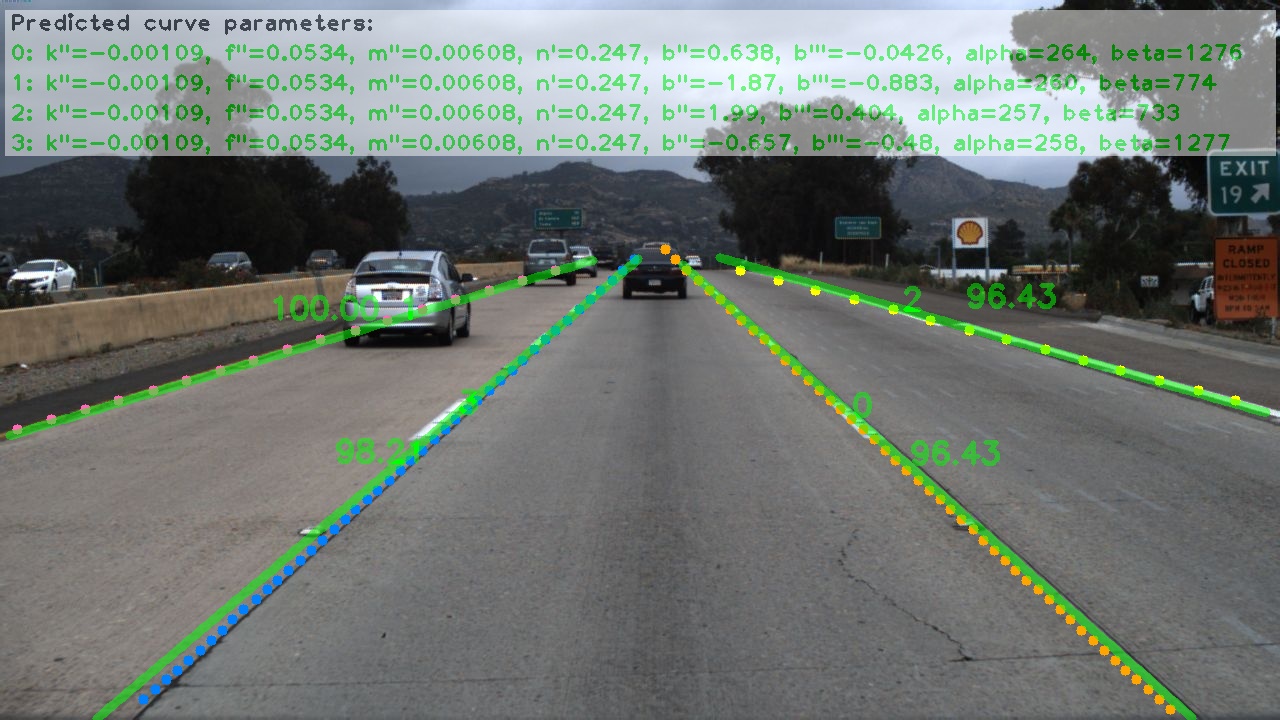 Predicted curve parameters:
0: k''=-0.00109, f''=0.0534, m''=0.00608, n'=0.247, b''=0.638, b'''=-0.0426, alpha=264, beta=1276
1: k''=-0.00109, f''=0.0534, m''=0.00608, n'=0.247, b''=-1.87, b'''=-0.883, alpha=260, beta=774
2: k''=-0.00109, f''=0.0534, m''=0.00608, n'=0.247, b''=1.99, b'''=0.404, alpha=257, beta=733
3: k''=-0.00109, f''=0.0534, m''=0.00608, n'=0.247, b''=-0.657, b'''=-0.48, alpha=258, beta=1277
EXIT
19
RAMP
CLOSED
100.00
1
2
96.43
3
0
98.21
96.43